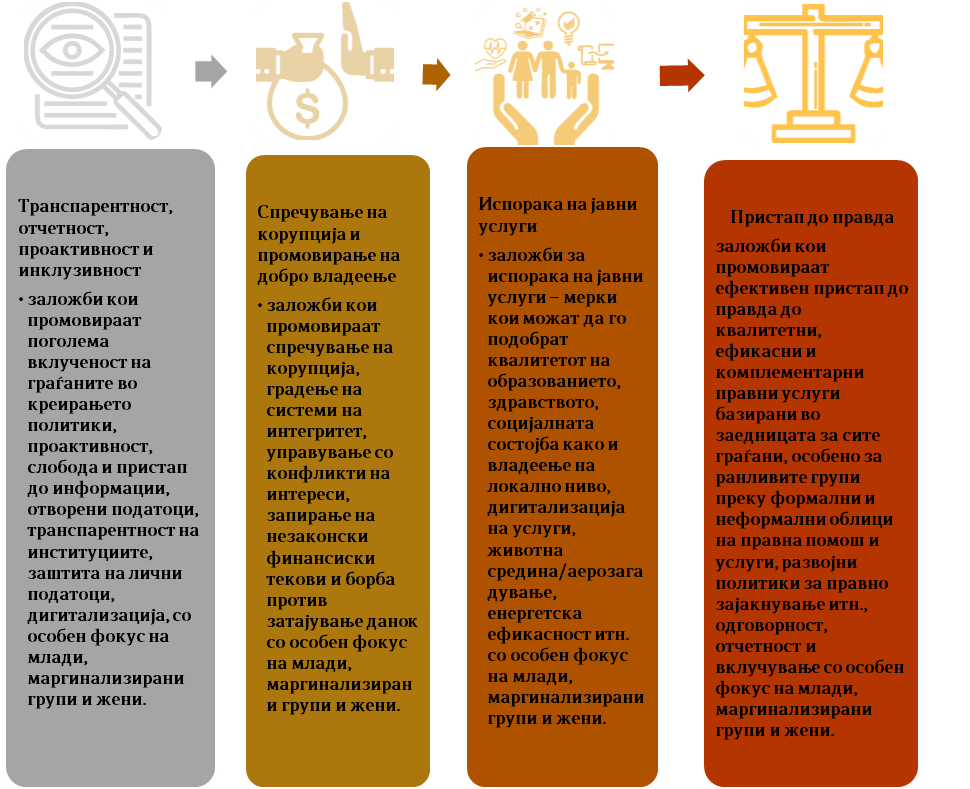 Транспарентност,
отчетност,
проактивност и
инклузивност
• заложби кои
промовираат
поголема
вклученост на
граѓаните во
креирањето
политики,
проактивност,
слобода и пристап
до информации,
отворени податоци,
транспарентност на
институциите,
заштита на лични
податоци,
дигитализација, со
особен фокус на
млади,
маргинализирани
групи и жени.
Спречување на
корупција и
промовирање на
добро владеење
• заложби кои
промовираат
спречување на
корупција,
градење на
системи на
интегритет,
управување со
конфликти на
интереси,
запирање на
незаконски
финансиски
текови и борба
против
затајување данок
со особен фокус
на млади,
маргинализиран
и групи и жени.
Испорака на јавни
услуги
• заложби за
испорака на јавни
услуги – мерки
кои можат да го
подобрат
квалитетот на
образованието,
здравството,
социјалната
состојба како и
владеење на
локално ниво,
дигитализација
на услуги,
животна
средина/аерозага
дување,
енергетска
ефикасност итн.
со особен фокус
на млади,
маргинализирани
групи и жени.
Пристап до правда
заложби кои
промовираат
ефективен пристап до
правда до
квалитетни,
ефикасни и
комплементарни
правни услуги
базирани во
заедницата за сите
граѓани, особено за
ранливите групи
преку формални и
неформални облици
на правна помош и
услуги, развојни
политики за правно
зајакнување итн.,
одговорност,
отчетност и
вклучување со особен
фокус на млади,
маргинализирани
групи и жени.